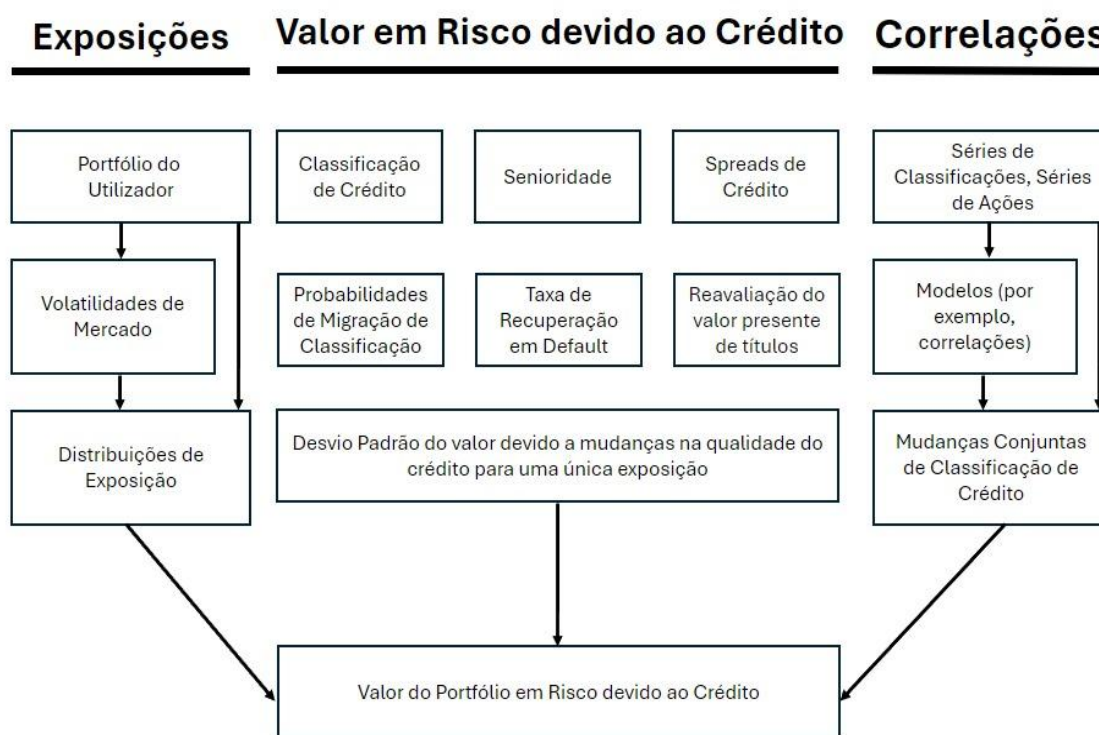 Exposições
Valor em Risco devido ao Crédito
Correlações
Portfólio do
Utilizador
Classificação
de Crédito
Senioridade
Spreads de
Crédito
Séries de
Classificações, Séries
de Ações
Volatilidades de
Mercado
Probabilidades
de Migração de
Classificação
Taxa de
Recuperação
em Default
Reavaliação do
valor presente
de títulos
Modelos (por
exemplo,
correlações)
Distribuições de
Exposição
Desvio Padrão do valor devido a mudanças na qualidade do
crédito para uma única exposição
Mudanças Conjuntas
de Classificação de
Crédito
Valor do Portfólio em Risco devido ao Crédito